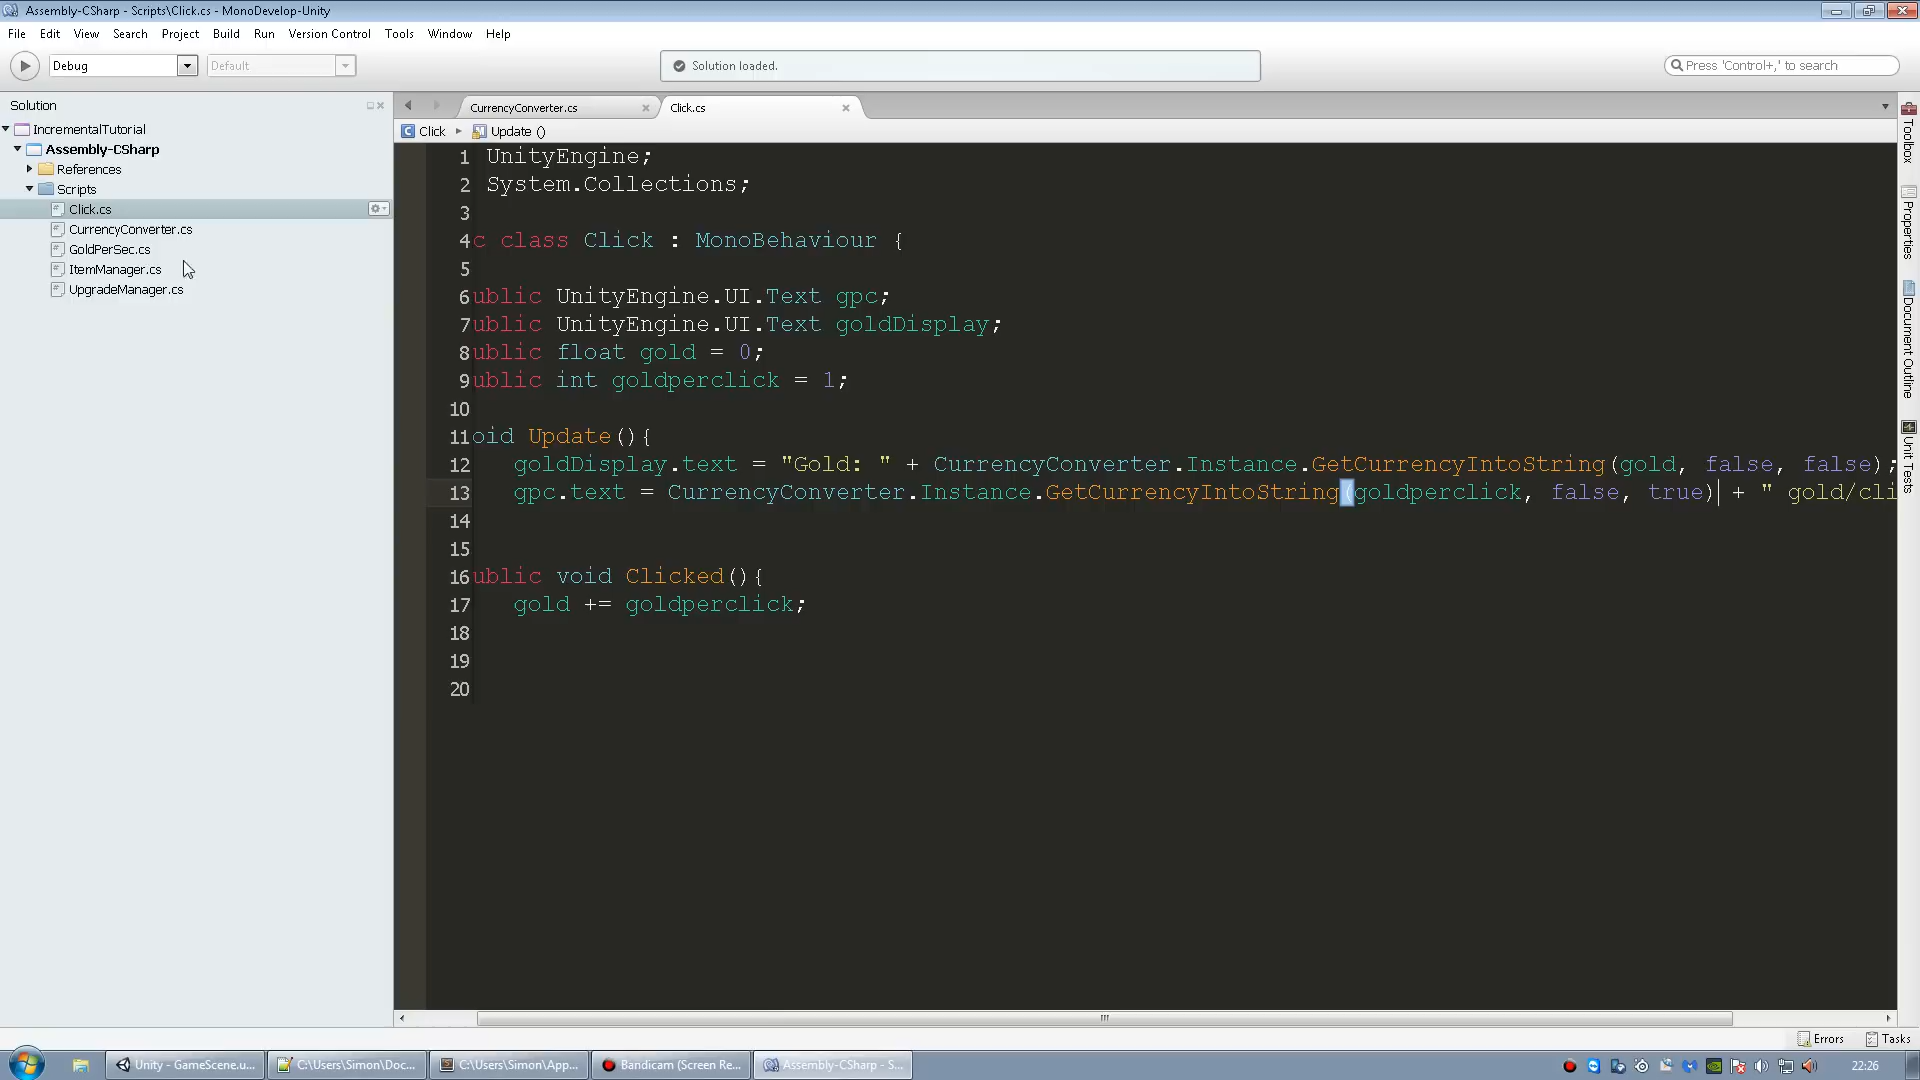 Assembly-CSharp - Scripts\Click.cs - MonoDevelop-Unity
File Edit View Search Project Build Run Version Control Tools Window Help
Debug Default Solution loaded. Press 'Control+,' to search
Solution
CurrencyConverter.cs Click.cs
IncrementalTutorial
Click Update ()
Assembly-CSharp
References
Scripts
Click.cs
CurrencyConverter.cs
GoldPerSec.cs
ItemManager.cs
UpgradeManager.cs
1 UnityEngine;
2 System.Collections;
3
4c class Click : MonoBehaviour {
5
6ublic UnityEngine.UI.Text gpc;
7ublic UnityEngine.UI.Text goldDisplay;
8ublic float gold = 0;
9ublic int goldperclick = 1;
10
11oid Update(){
12 goldDisplay.text = "Gold: " + CurrencyConverter.Instance.GetCurrencyIntoString(gold, false, false);
13 gpc.text = CurrencyConverter.Instance.GetCurrencyIntoString(goldperclick, false, true) + " gold/cli
14
15
16ublic void Clicked(){
17 gold += goldperclick;
18
19
20
Toolbox
Properties
Document Outline
Unit Tests
Errors Tasks
Unity - GameScene.u... C:\Users\Simon\Doc... C:\Users\Simon\App... Bandicam (Screen Re... Assembly-CSharp - S... 22:26